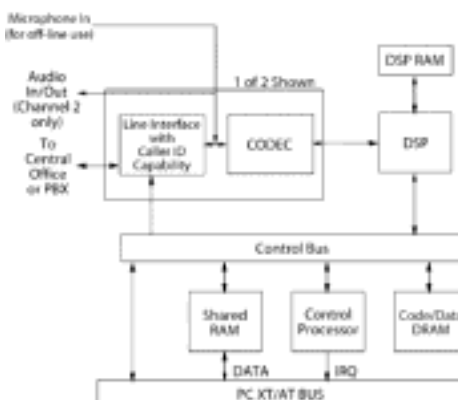 Microphone In
(for off-line use)
Audio
In/Out
(Channel 2
only)
To
Central
Office
or PBX
1 of 2 Shown
Line Interface
with
Caller ID
Capability
CODEC
DSP RAM
DSP
Control Bus
Shared
RAM
Control
Processor
Code/Data
DRAM
DATA
IRQ
PC XT/AT BUS